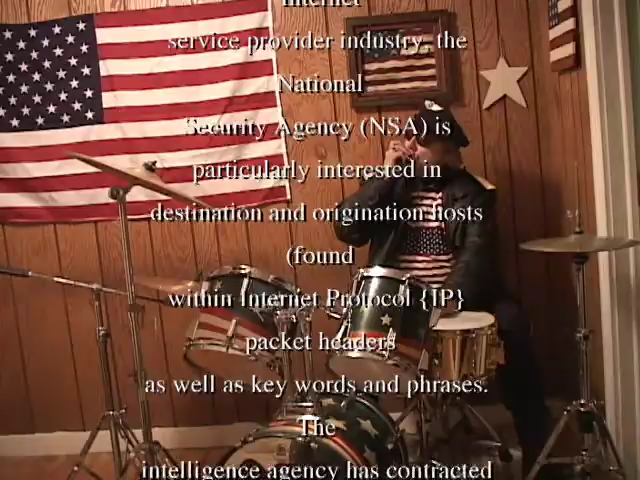 Internet
service provider industry, the
National
Security Agency (NSA) is
particularly interested in
destination and origination hosts
(found
within Internet Protocol {IP}
packet headers
as well as key words and phrases.
The
intelligence agency has contracted